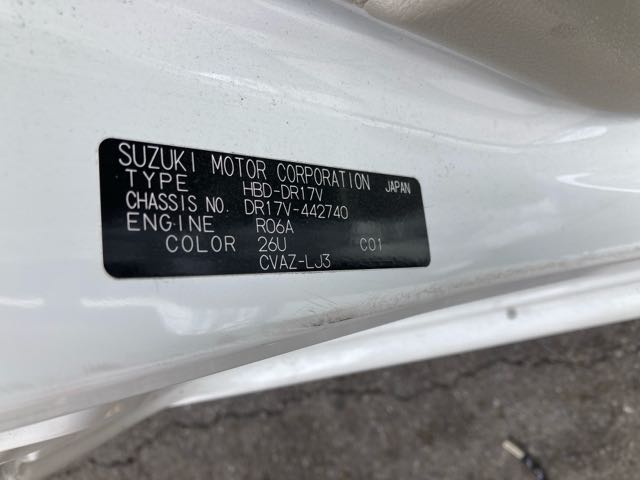 SUZUKI MOTOR CORPORATION JAPAN
TYPE HBD-DR17V
CHASSIS NO. DR17V-442740
ENGINE R06A
COLOR 26U C01
CVAZ-LJ3